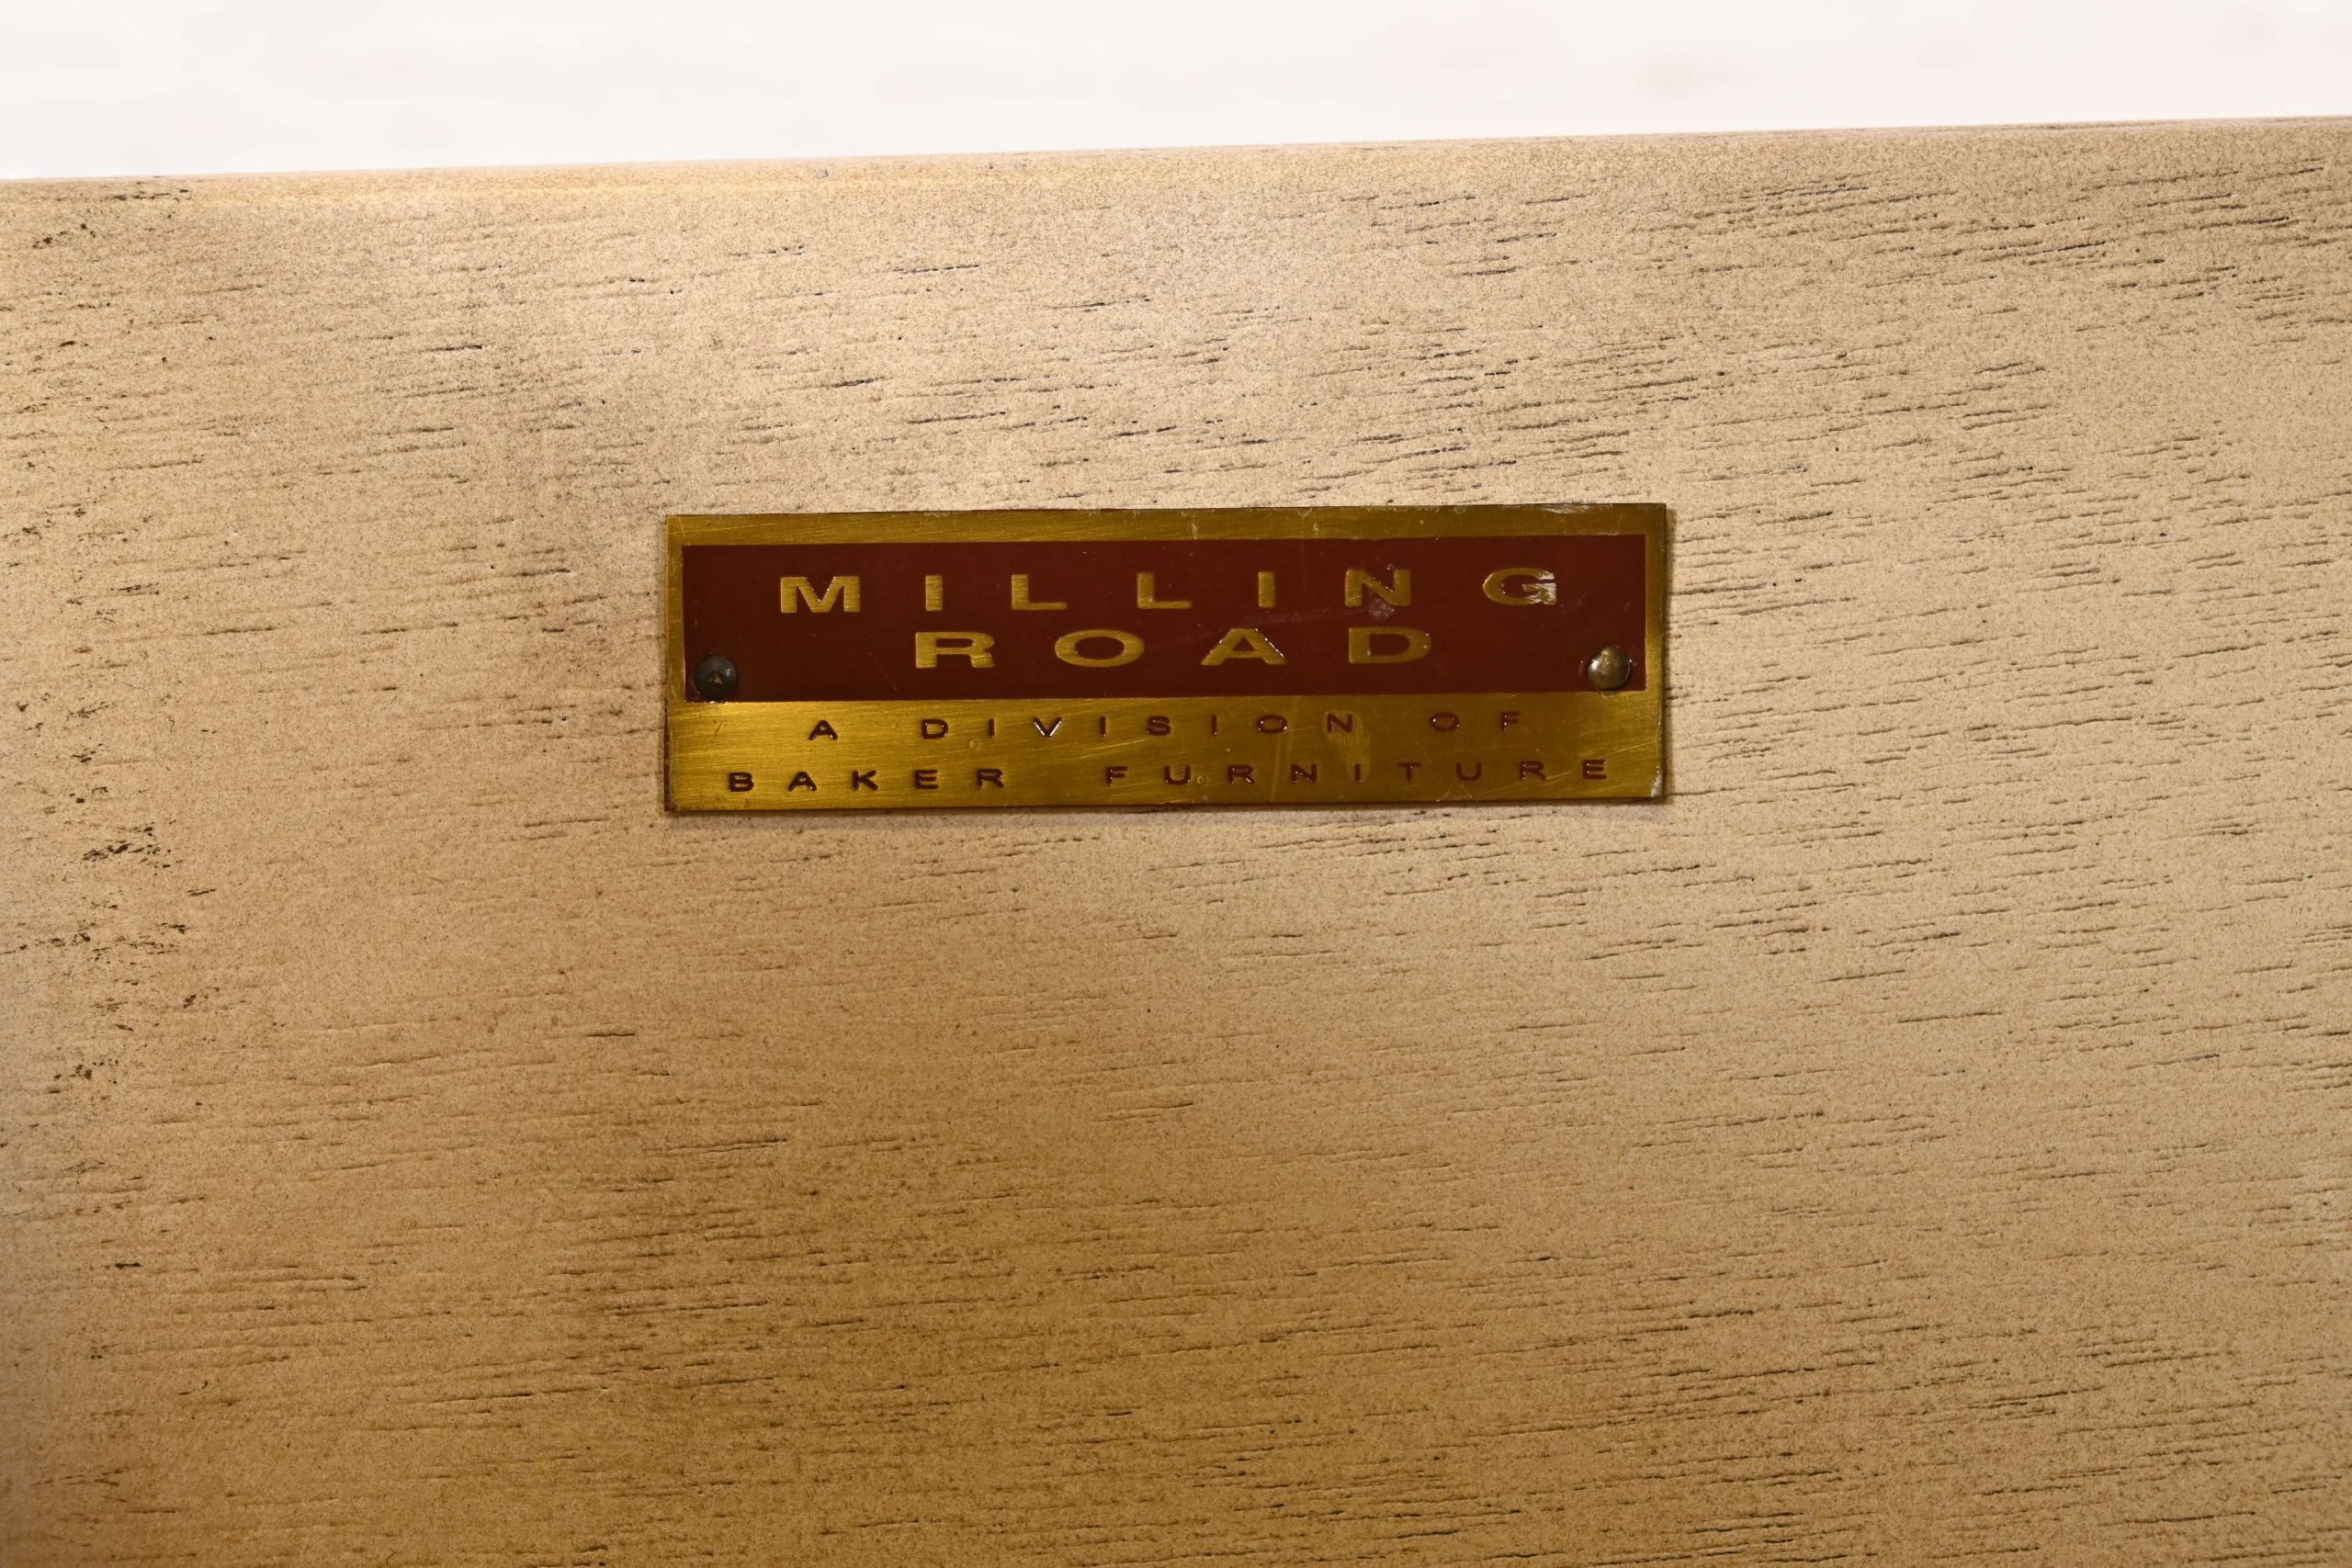 MILLING
ROAD
A DIVISION OF
BAKER FURNITURE